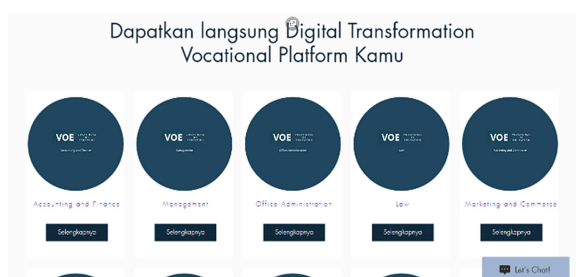 Dapatkan langsung Digital Transformation
Vocational Platform Kamu
VOE
Accounting and Finance
Selengkapnya
VOE
Management
Selengkapnya
VOE
Office Administration
Selengkapnya
VOE
Law
Selengkapnya
VOE
Marketing and Commerce
Selengkapnya
Let's Chat!